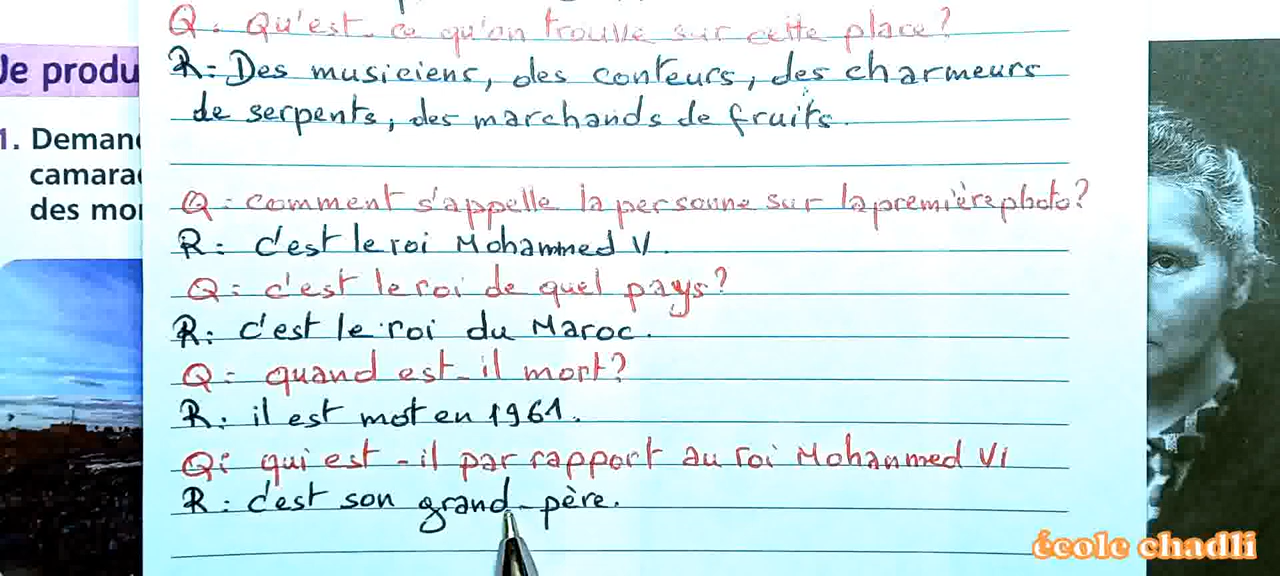 Q. Qu'est-ce qu'on trouve sur cette place?
R: Des musiciens, des conteurs, des charmeurs
de serpents, des marchands de fruits.
Q: comment s'appelle la personne sur la première photo?
R: c'est le roi Mohammed V.
Q: c'est le roi de quel pays?
R: c'est le roi du Maroc.
Q: quand est-il mort?
R: il est mot en 1961.
Q: qui est-il par rapport au roi Mohanmed Vi
R: c'est son grand-père.
Je produ
1. Deman
camara
des mo
école chadli